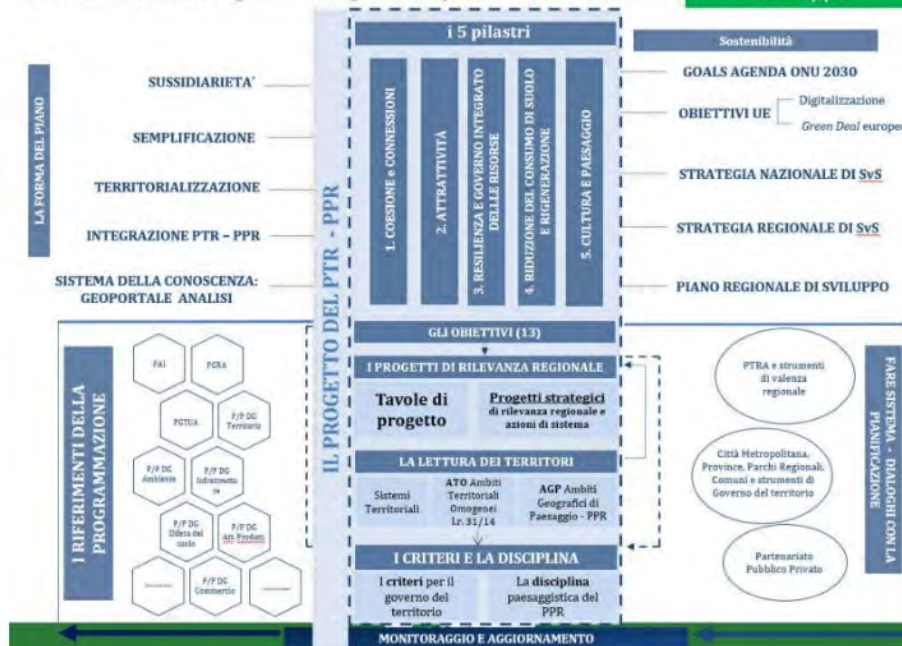 i 5 pilastri
Sostenibilità
LA FORMA DEL PIANO
SUSSIDIARIETA'
SEMPLIFICAZIONE
TERRITORIALIZZAZIONE
INTEGRAZIONE PTR – PPR
SISTEMA DELLA CONOSCENZA:
GEOPORTALE ANALISI
IL PROGETTO DEL PTR - PPR
1. COESIONE e CONNESSIONI
2. ATTRATTIVITÀ
3. RESILIENZA E GOVERNO INTEGRATO
DELLLE RISORSE
4. RIDUZIONE DEL CONSUMO DI SUOLO
E RIGENERAZIONE
5. CULTURA E PAESAGGIO
GOALS AGENDA ONU 2030
OBIETTIVI UE
Digitalizzazione
Green Deal europeo
STRATEGIA NAZIONALE DI SvS
STRATEGIA REGIONALE DI SvS
PIANO REGIONALE DI SVILUPPO
GLI OBIETTIVI (13)
I PROGETTI DI RILEVANZA REGIONALE
Tavole di
progetto
Progetti strategici
di rilevanza regionale e
azioni di sistema
LA LETTURA DEI TERRITORI
Sistemi
Territoriali
ATO Ambiti
Territoriali
Omogenei
Lr. 31/14
AGP Ambiti
Geografici di
Paesaggio - PPR
I CRITERI E LA DISCIPLINA
I criteri per il
governo del
territorio
La disciplina
paesaggistica del
PPR
MONITORAGGIO E AGGIORNAMENTO
I RIFERIMENTI DELLA
PROGRAMMAZIONE
PAI
PGRA
PGTUA
P/P DG
Territorio
P/P DG
Ambiente
P/P DG
Infrastruttu
re
P/P DG
Difesa del
suolo
P/P DG
Att. Produtt.
P/P DG
Commercio
PTRA e strumenti
di valenza
regionale
Città Metropolitana,
Province, Parchi Regionali,
Comuni e strumenti di
Governo del territorio
Partenariato
Pubblico Privato
FARE SISTEMA - DIALOGHI CON LA
PIANIFICAZIONE